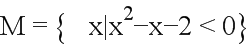 M = { x|x²−x−2 < 0}